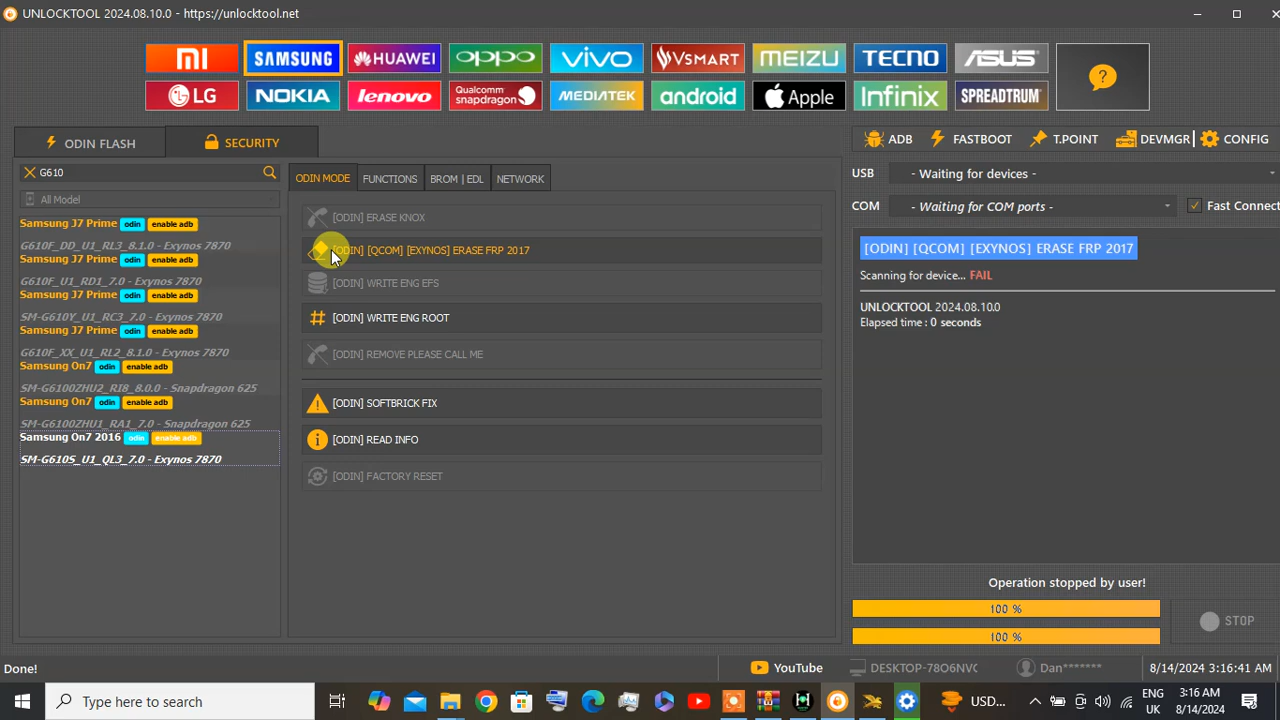 UNLOCKTOOL 2024.08.10.0 - https://unlocktool.net
mi SAMSUNG HUAWEI oppo vivo VSMART MEIZU TECNO ASUS
LG NOKIA lenovo Qualcomm snapdragon MEDIATEK android Apple Infinix SPREADTRUM
?
ODIN FLASH SECURITY
ADB FASTBOOT T.POINT DEVMGR CONFIG
G610
All Model
Samsung J7 Prime odin enable adb
G610F_DD_U1_RL3_8.1.0 - Exynos 7870
Samsung J7 Prime odin enable adb
G610F_U1_RD1_7.0 - Exynos 7870
Samsung J7 Prime odin enable adb
SM-G610Y_U1_RC3_7.0 - Exynos 7870
Samsung J7 Prime odin enable adb
G610F_XX_U1_RL2_8.1.0 - Exynos 7870
Samsung On7 odin enable adb
SM-G6100ZHU2_RI8_8.0.0 - Snapdragon 625
Samsung On7 odin enable adb
SM-G6100ZHU1_RA1_7.0 - Snapdragon 625
Samsung On7 2016 odin enable adb
SM-G610S_U1_QL3_7.0 - Exynos 7870
ODIN MODE FUNCTIONS BROM | EDL NETWORK
[ODIN] ERASE KNOX
[ODIN] [QCOM] [EXYNOS] ERASE FRP 2017
[ODIN] WRITE ENG EFS
# [ODIN] WRITE ENG ROOT
[ODIN] REMOVE PLEASE CALL ME
[ODIN] SOFTBRICK FIX
[ODIN] READ INFO
[ODIN] FACTORY RESET
USB - Waiting for devices -
COM - Waiting for COM ports - Fast Connect
[ODIN] [QCOM] [EXYNOS] ERASE FRP 2017
Scanning for device... FAIL
UNLOCKTOOL 2024.08.10.0
Elapsed time : 0 seconds
Operation stopped by user!
100 %
100 %
STOP
Done!
YouTube DESKTOP-78O6NVC Dan******* 8/14/2024 3:16:41 AM
Type here to search
USD...
ENG
UK
3:16 AM
8/14/2024